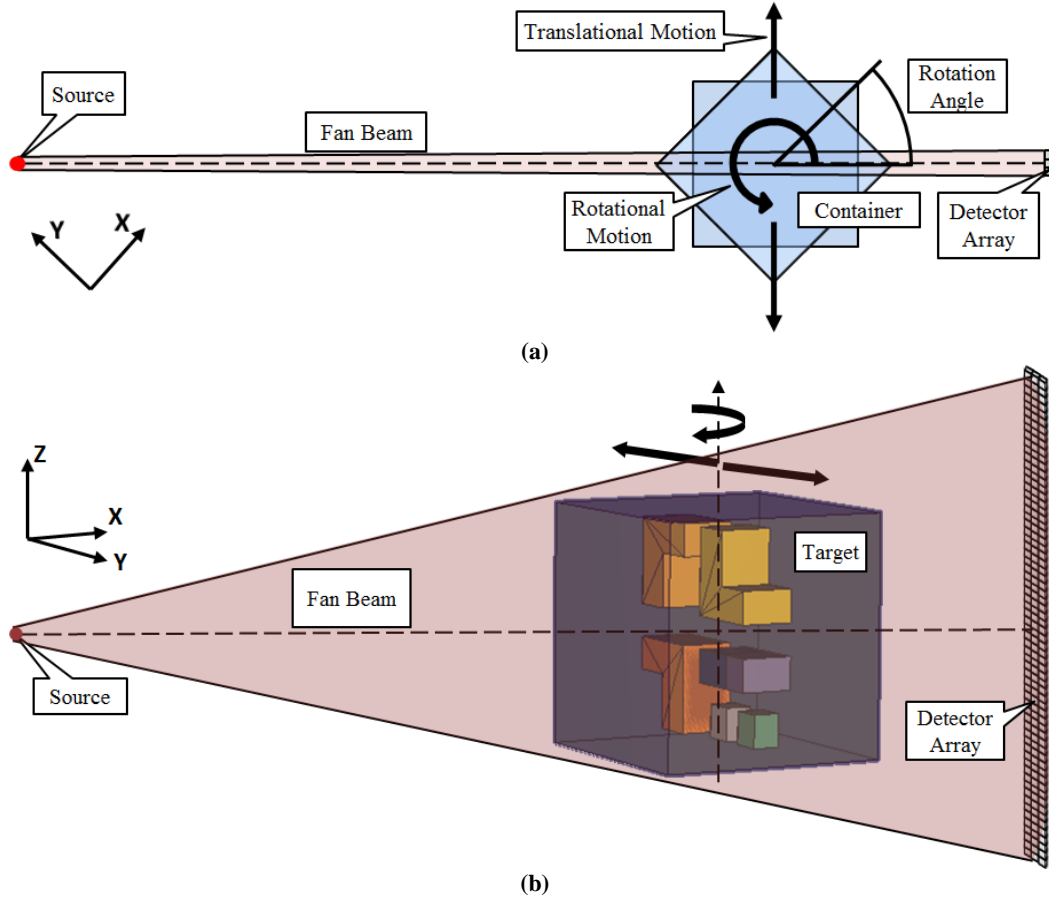 Translational Motion
Source
Rotation
Angle
Fan Beam
Y
X
Rotational
Motion
Container
Detector
Array
(a)
Z
X
Y
Target
Fan Beam
Source
Detector
Array
(b)